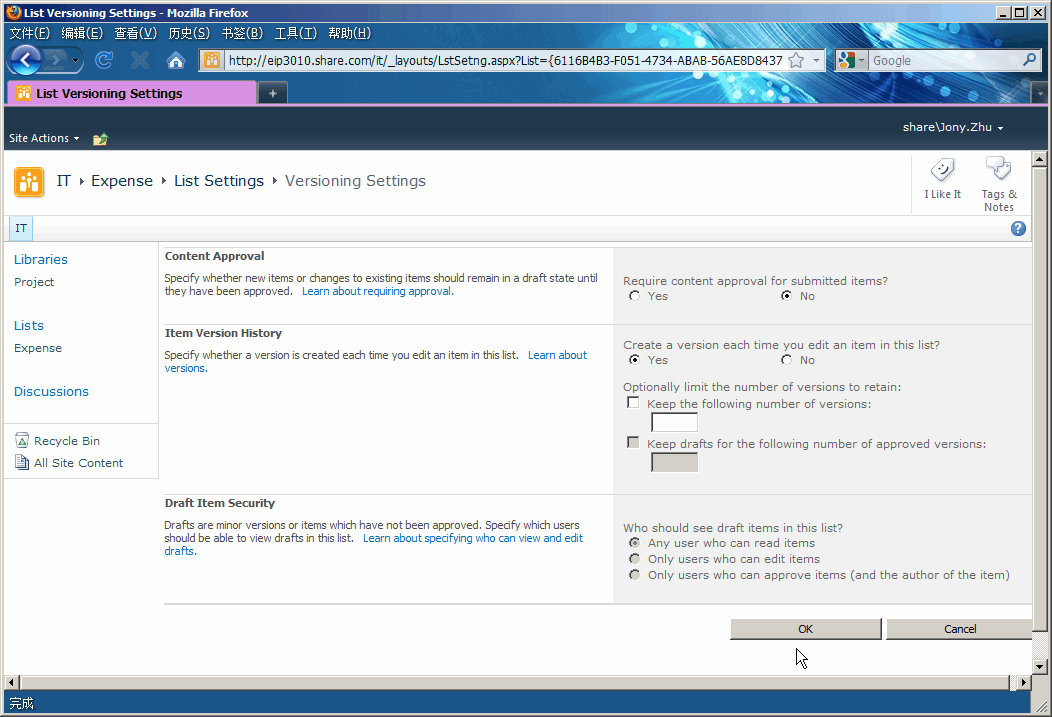 List Versioning Settings - Mozilla Firefox
文件(F) 编辑(E) 查看(V) 历史(S) 书签(B) 工具(T) 帮助(H)
http://eip3010.share.com/it/_layouts/LstSetng.aspx?List={6116B4B3-F051-4734-ABAB-56AE8D8437
Google
List Versioning Settings
+
share\Jony.Zhu
Site Actions
IT Expense List Settings Versioning Settings
I Like It
Tags &
Notes
IT
?
Libraries
Project
Lists
Expense
Discussions
Recycle Bin
All Site Content
Content Approval
Specify whether new items or changes to existing items should remain in a draft state until
they have been approved. Learn about requiring approval.
Require content approval for submitted items?
Yes No
Item Version History
Specify whether a version is created each time you edit an item in this list. Learn about
versions.
Create a version each time you edit an item in this list?
Yes No
Optionally limit the number of versions to retain:
Keep the following number of versions:
Keep drafts for the following number of approved versions:
Draft Item Security
Drafts are minor versions or items which have not been approved. Specify which users
should be able to view drafts in this list. Learn about specifying who can view and edit
drafts.
Who should see draft items in this list?
Any user who can read items
Only users who can edit items
Only users who can approve items (and the author of the item)
OK Cancel
完成